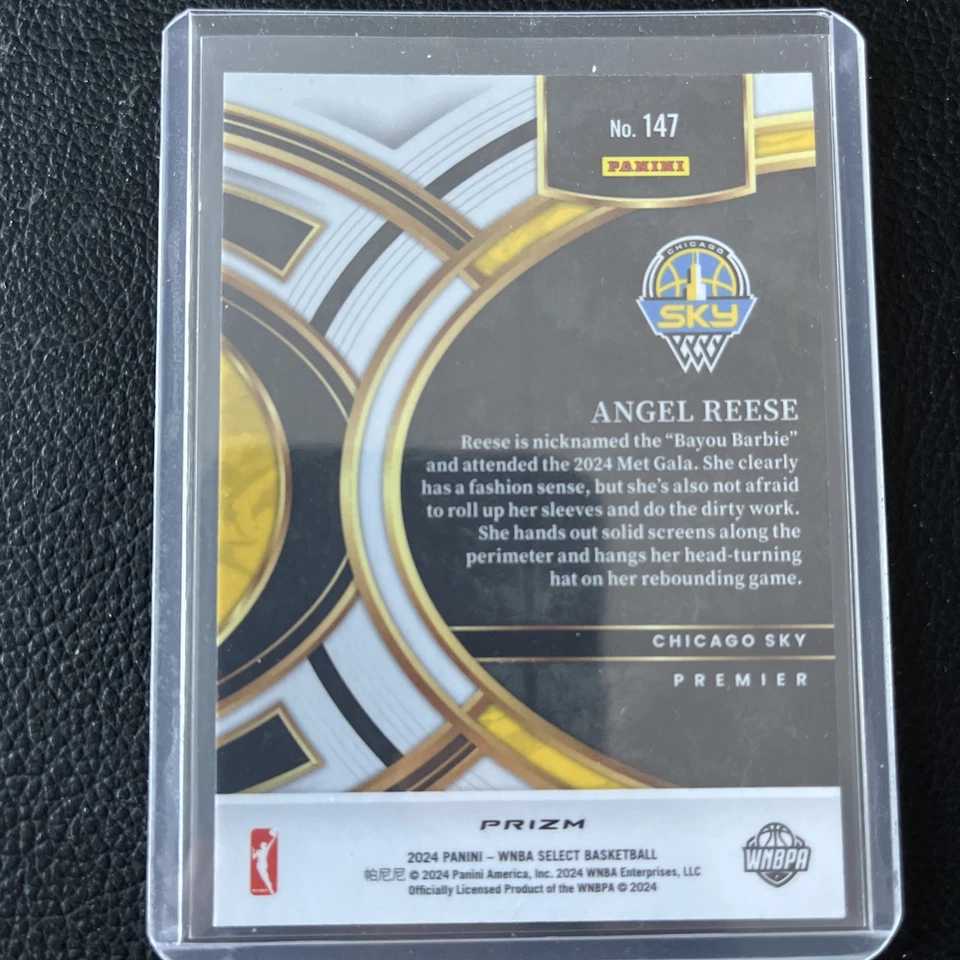 No. 147
PANINI
CHICAGO
SKY
ANGEL REESE
Reese is nicknamed the “Bayou Barbie”
and attended the 2024 Met Gala. She clearly
has a fashion sense, but she’s also not afraid
to roll up her sleeves and do the dirty work.
She hands out solid screens along the
perimeter and hangs her head-turning
hat on her rebounding game.
CHICAGO SKY
PREMIER
PRIZM
2024 PANINI – WNBA SELECT BASKETBALL
帕尼尼 © 2024 Panini America, Inc. 2024 WNBA Enterprises, LLC
Officially Licensed Product of the WNBPA © 2024
WNBPA